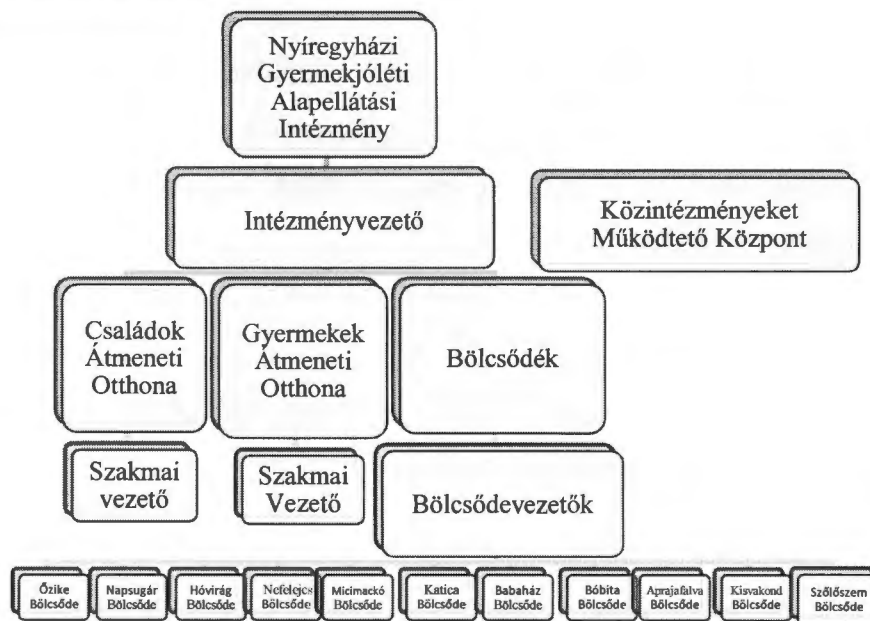 Nyíregyházi
Gyermekjóléti
Alapellátási
Intézmény
Intézményvezető
Közintézményeket
Működtető Központ
Családok
Átmeneti
Otthona
Gyermekek
Átmeneti
Otthona
Bölcsődék
Szakmai
vezető
Szakmai
Vezető
Bölcsődevezetők
Őzike
Bölcsőde
Napsugár
Bölcsőde
Hóvirág
Bölcsőde
Nefelejcs
Bölcsőde
Micimackó
Bölcsőde
Katica
Bölcsőde
Babaház
Bölcsőde
Bóbita
Bölcsőde
Aprajafalva
Bölcsőde
Kisvakond
Bölcsőde
Szőlőszem
Bölcsőde